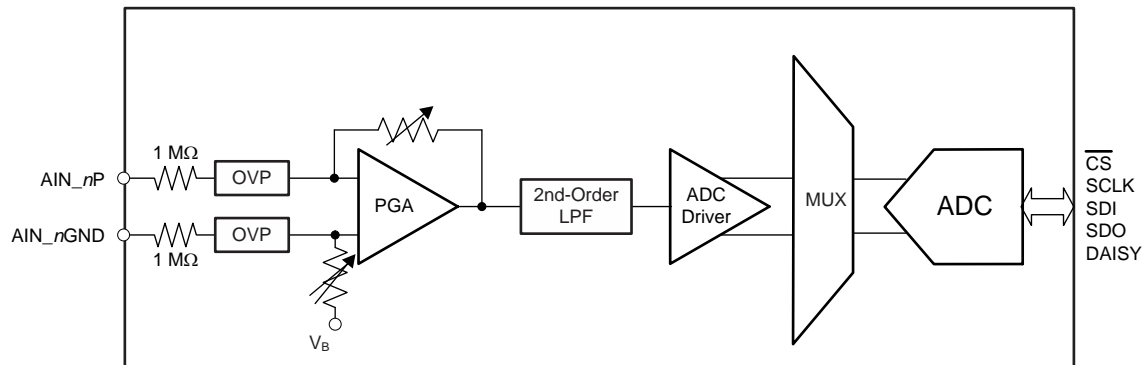 1 MΩ
AIN_nP
OVP
AIN_nGND
OVP
1 MΩ
V_B
PGA
2nd-Order
LPF
ADC
Driver
MUX
ADC
C̅S̅
SCLK
SDI
SDO
DAISY